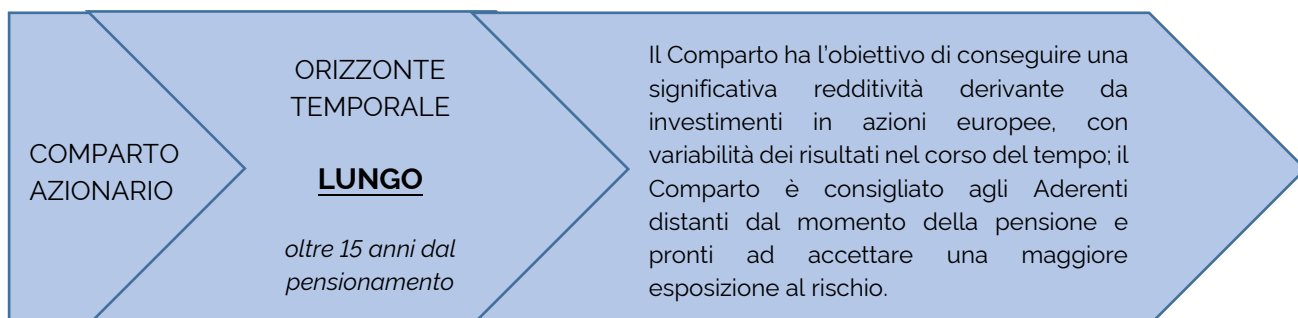 COMPARTO
AZIONARIO
ORIZZONTE
TEMPORALE
LUNGO
oltre 15 anni dal
pensionamento
Il Comparto ha l’obiettivo di conseguire una
significativa redditività derivante da
investimenti in azioni europee, con
variabilità dei risultati nel corso del tempo; il
Comparto è consigliato agli Aderenti
distanti dal momento della pensione e
pronti ad accettare una maggiore
esposizione al rischio.